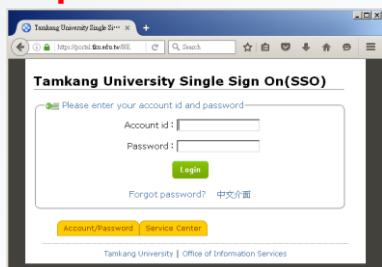 Tamkang University Single Si… ×
https://portal.tku.edu.tw/NE
Search
Tamkang University Single Sign On(SSO)
Please enter your account id and password
Account id：
Password：
Login
Forgot password? 中文介面
Account/Password Service Center
Tamkang University | Office of Information Services